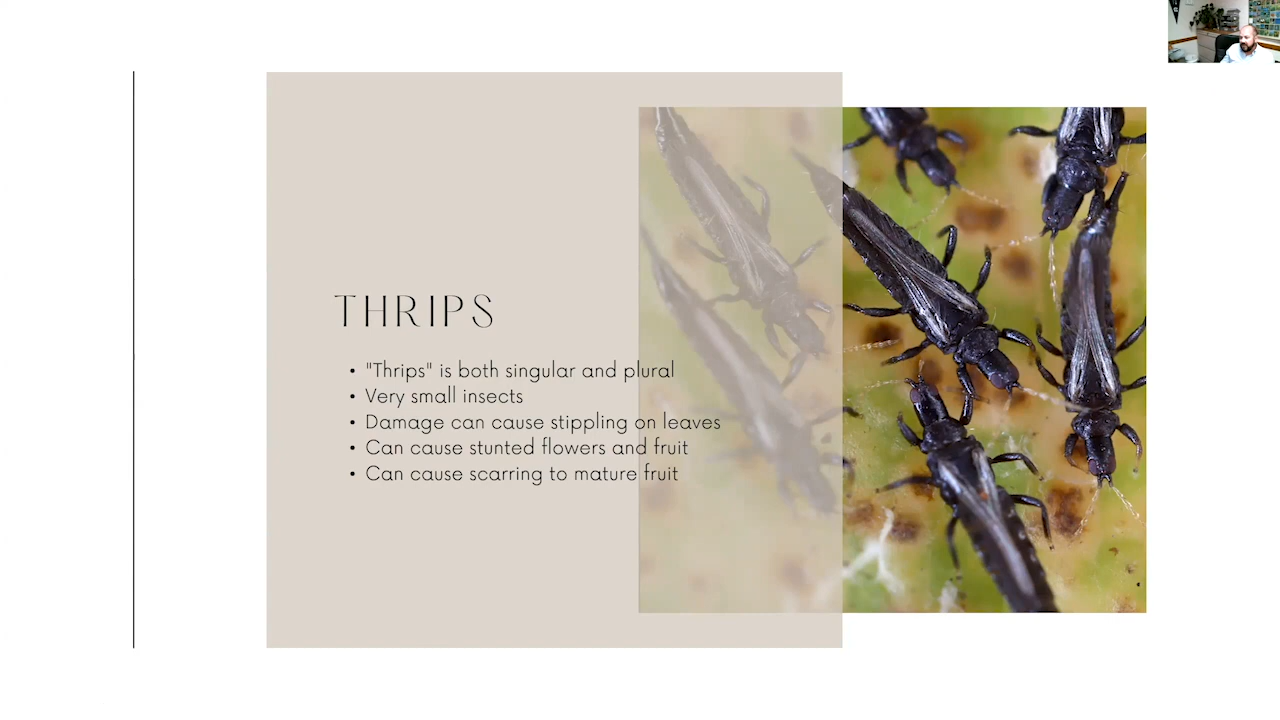 THRIPS
• "Thrips" is both singular and plural
• Very small insects
• Damage can cause stippling on leaves
• Can cause stunted flowers and fruit
• Can cause scarring to mature fruit